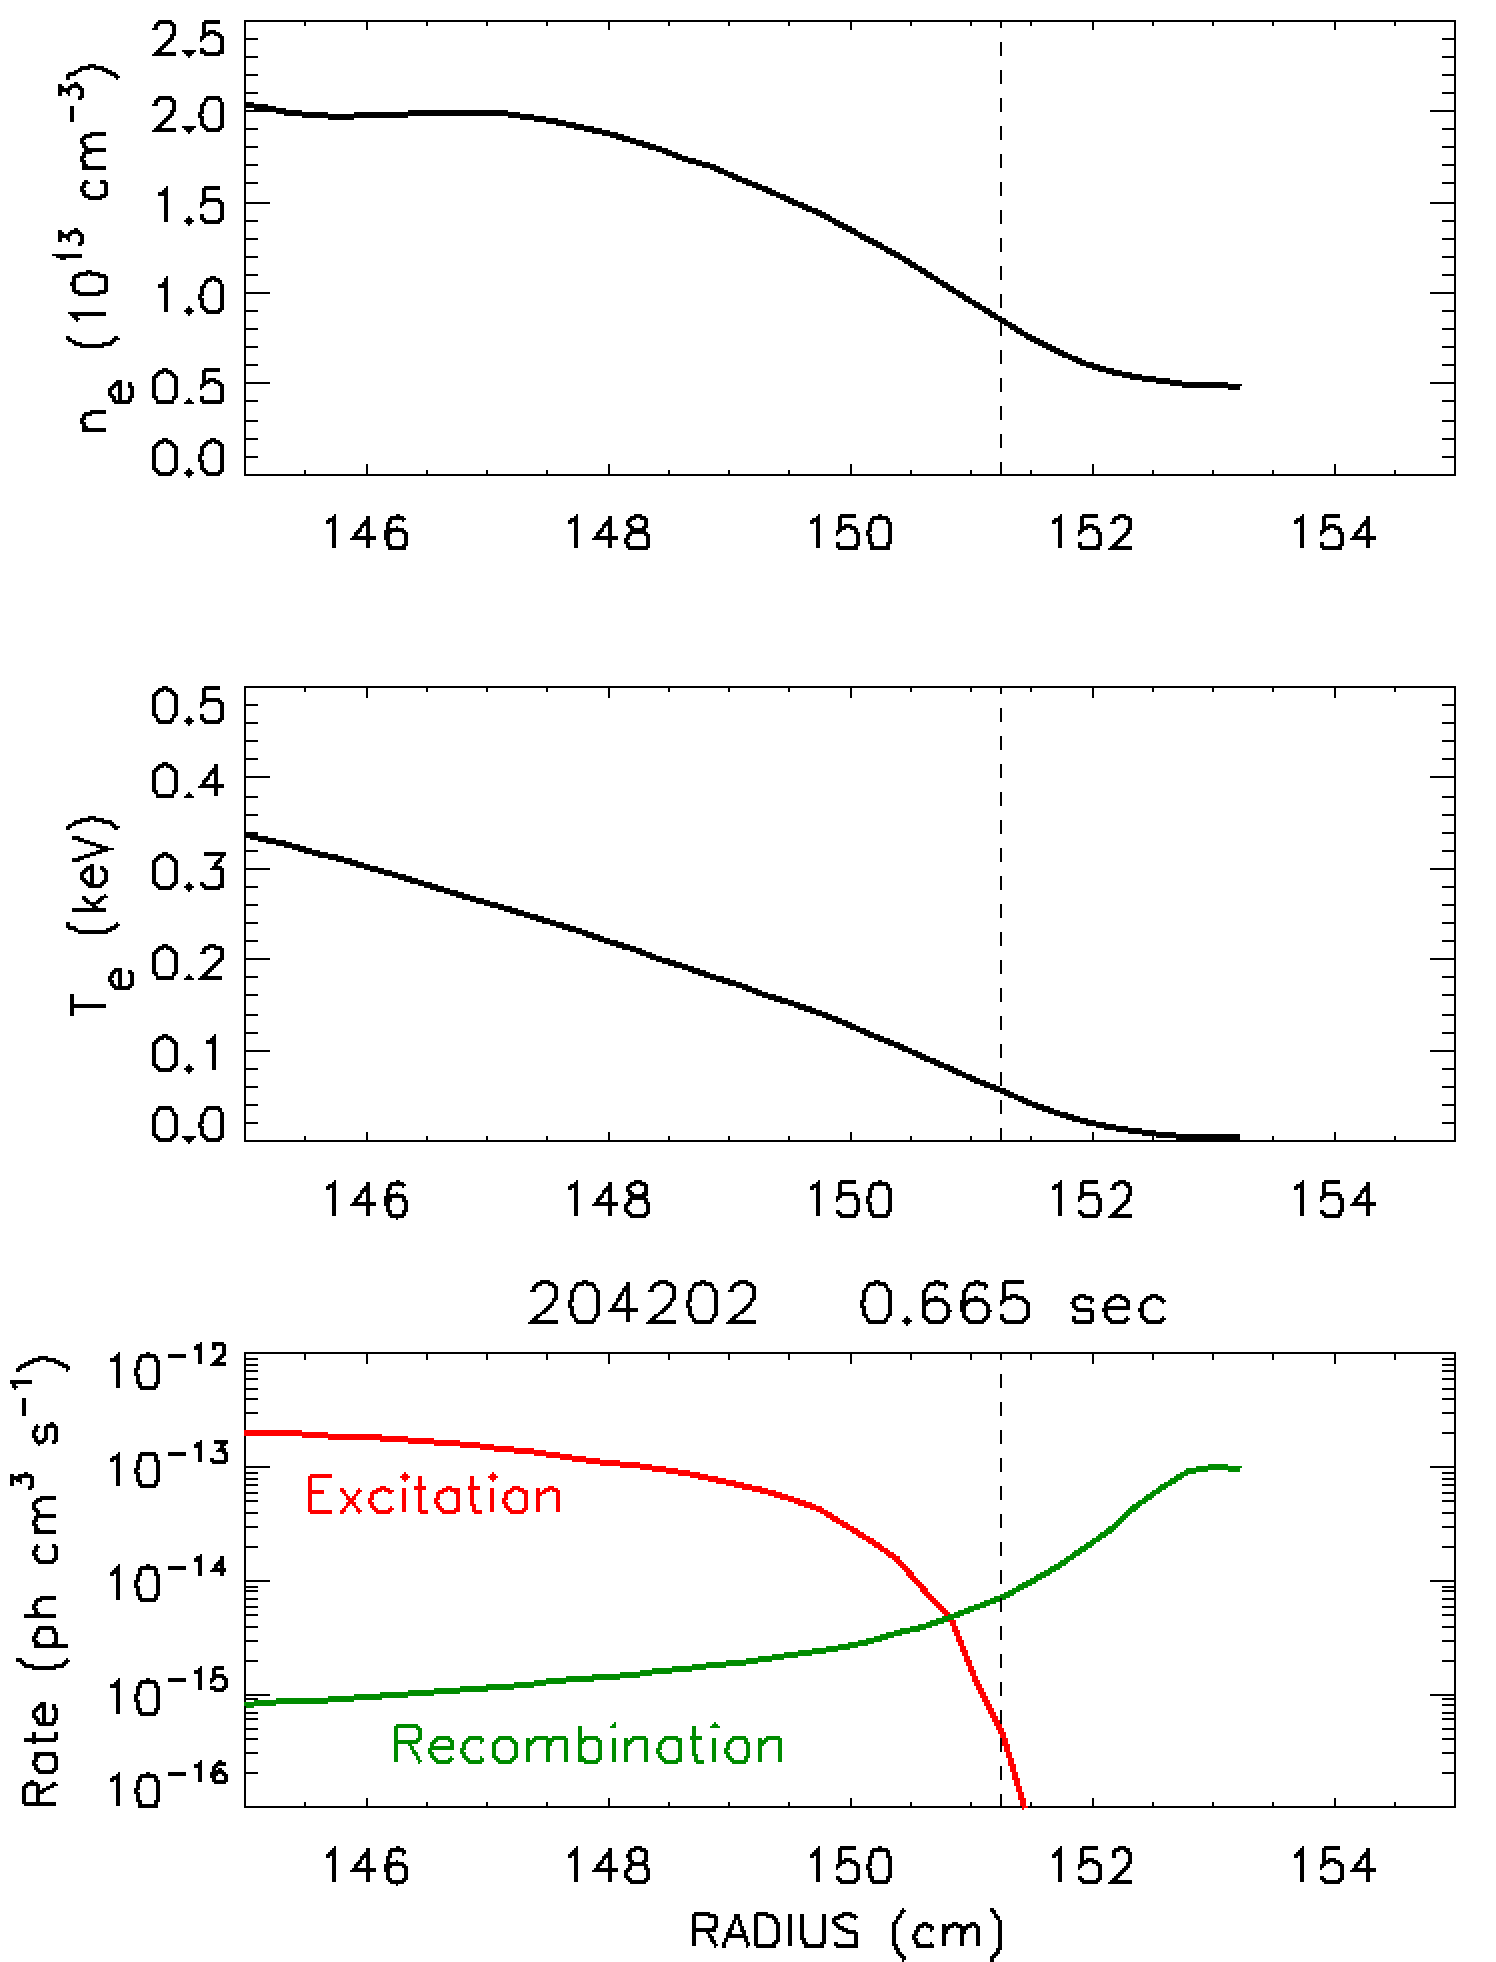 2.5
2.0
1.5
1.0
0.5
0.0
n_e (10^13 cm^-3)
146 148 150 152 154
0.5
0.4
0.3
0.2
0.1
0.0
T_e (keV)
146 148 150 152 154
204202 0.665 sec
10^-12
10^-13
10^-14
10^-15
10^-16
Rate (ph cm^3 s^-1)
Excitation
Recombination
146 148 150 152 154
RADIUS (cm)